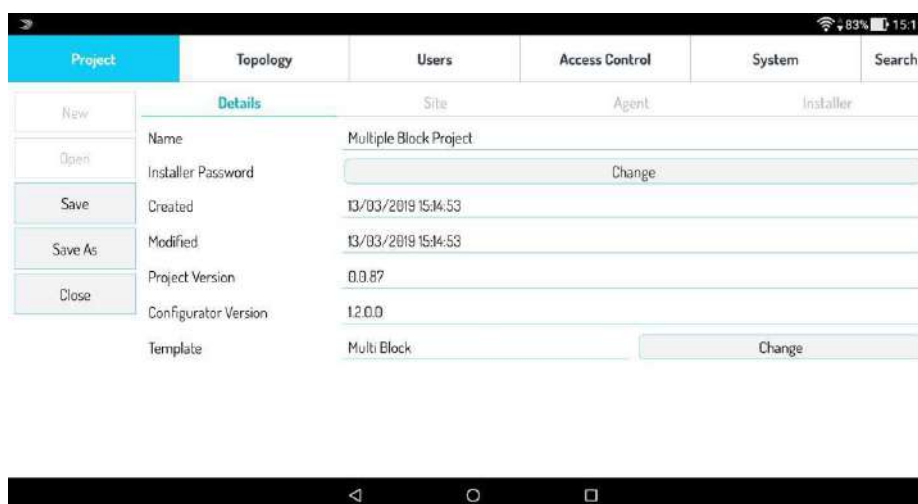 83% 15:1
Project Topology Users Access Control System Search
New Details Site Agent Installer
Name Multiple Block Project
Open
Installer Password Change
Save Created 13/03/2019 15:14:53
Save As Modified 13/03/2019 15:14:53
Project Version 0.0.87
Close
Configurator Version 1.2.0.0
Template Multi Block Change